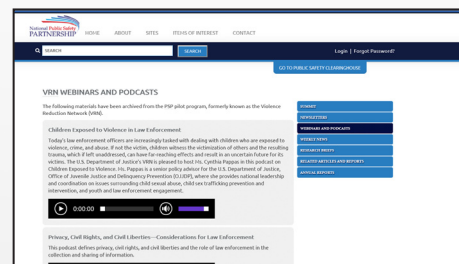 National Public Safety
PARTNERSHIP
HOME ABOUT SITES ITEMS OF INTEREST CONTACT
SEARCH SEARCH Login | Forgot Password?
GO TO PUBLIC SAFETY CLEARINGHOUSE
VRN WEBINARS AND PODCASTS
The following materials have been archived from the PSP pilot program, formerly known as the Violence
Reduction Network (VRN).
SUMMIT
NEWSLETTERS
WEBINARS AND PODCASTS
WEEKLY NEWS
RESEARCH BRIEFS
RELATED ARTICLES AND REPORTS
ANNUAL REPORTS
Children Exposed to Violence in Law Enforcement
Today's law enforcement officers are increasingly tasked with dealing with children who are exposed to
violence, crime, and abuse. If not the victim, children witness the victimization of others and the resulting
trauma, which if left unaddressed, can have far-reaching effects and result in an uncertain future for its
victims. The U.S. Department of Justice's VRN is pleased to host Ms. Cynthia Pappas in this podcast on
Children Exposed to Violence. Ms. Pappas is a senior policy advisor for the U.S. Department of Justice,
Office of Juvenile Justice and Delinquency Prevention (OJJDP), where she provides national leadership
and coordination on issues surrounding child sexual abuse, child sex trafficking prevention and
intervention, and youth and law enforcement engagement.
0:00:00
Privacy, Civil Rights, and Civil Liberties—Considerations for Law Enforcement
This podcast defines privacy, civil rights, and civil liberties and the role of law enforcement in the
collection and sharing of information.